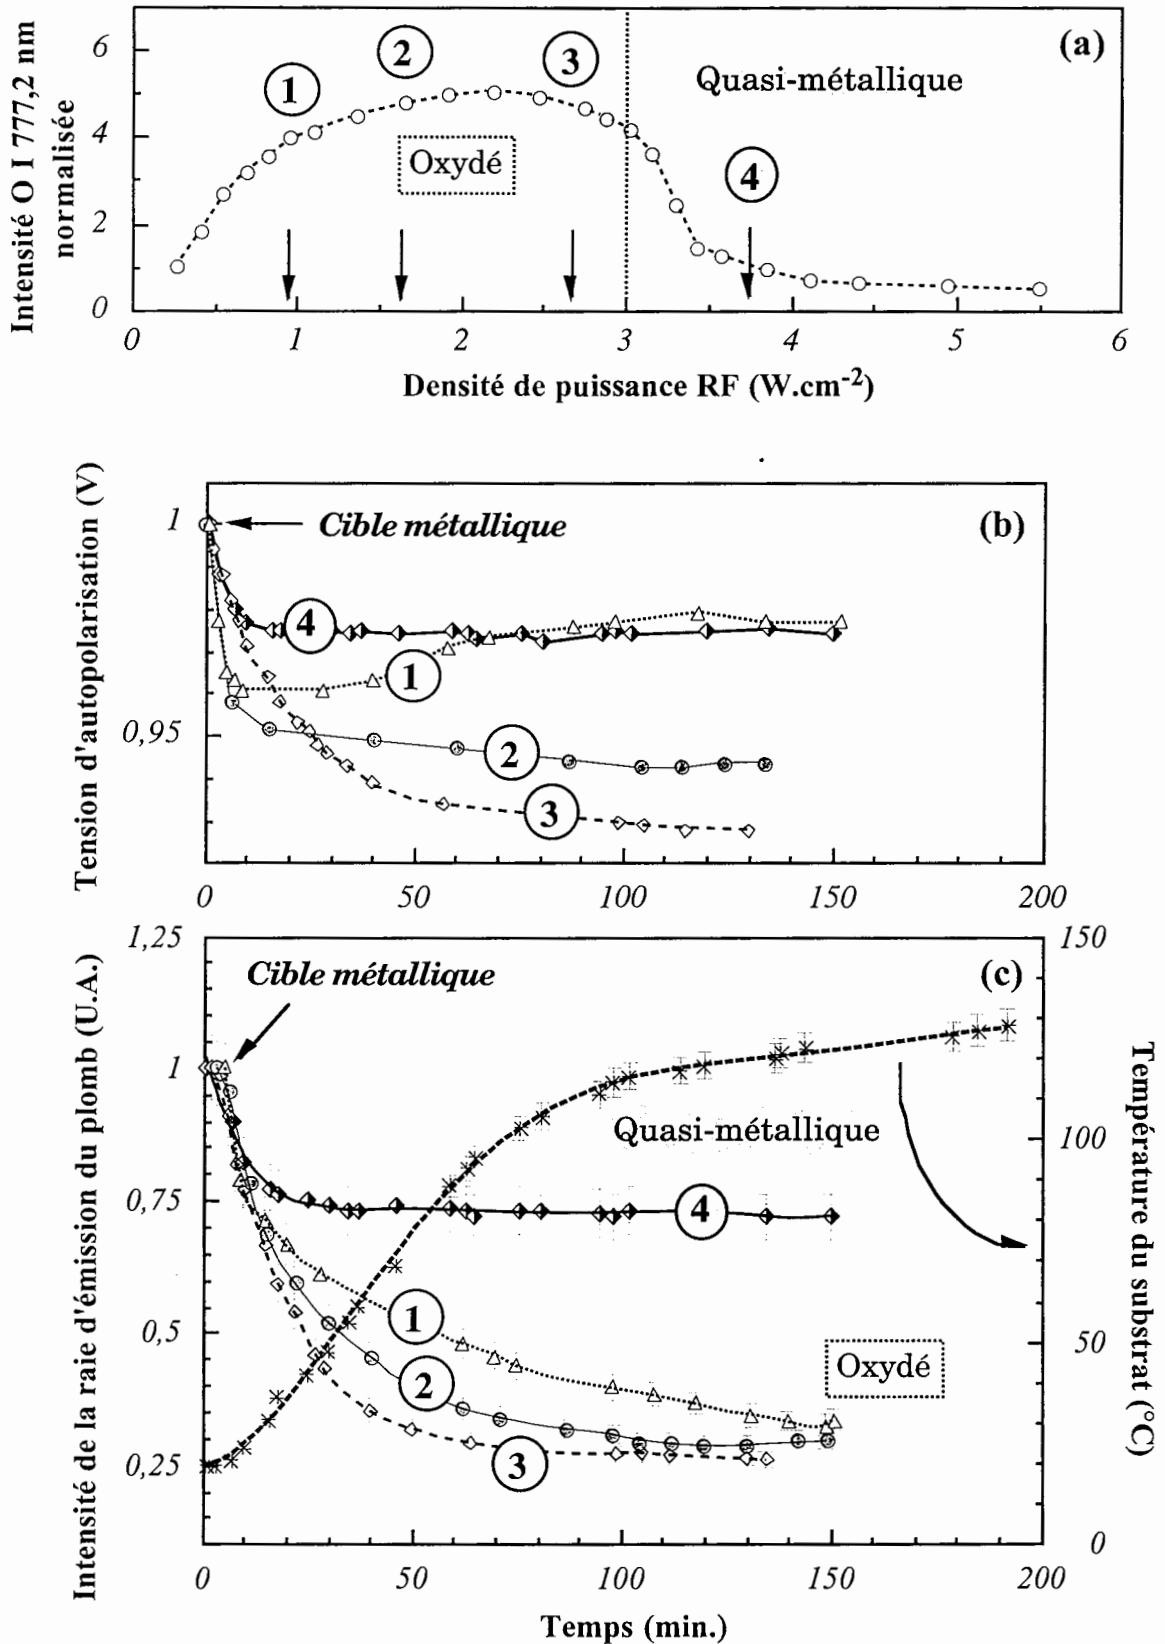 (a)
Intensité O I 777,2 nm
normalisée
6
4
2
0
1
2
3
4
Quasi-métallique
Oxydé
0
1
2
3
4
5
6
Densité de puissance RF (W.cm-2)
(b)
Tension d'autopolarisation (V)
1
0,95
Cible métallique
4
1
2
3
0
50
100
150
200
(c)
Intensité de la raie d'émission du plomb (U.A.)
1,25
1
0,75
0,5
0,25
Cible métallique
Quasi-métallique
4
1
2
3
Oxydé
150
100
50
0
Température du substrat (°C)
0
50
100
150
200
Temps (min.)